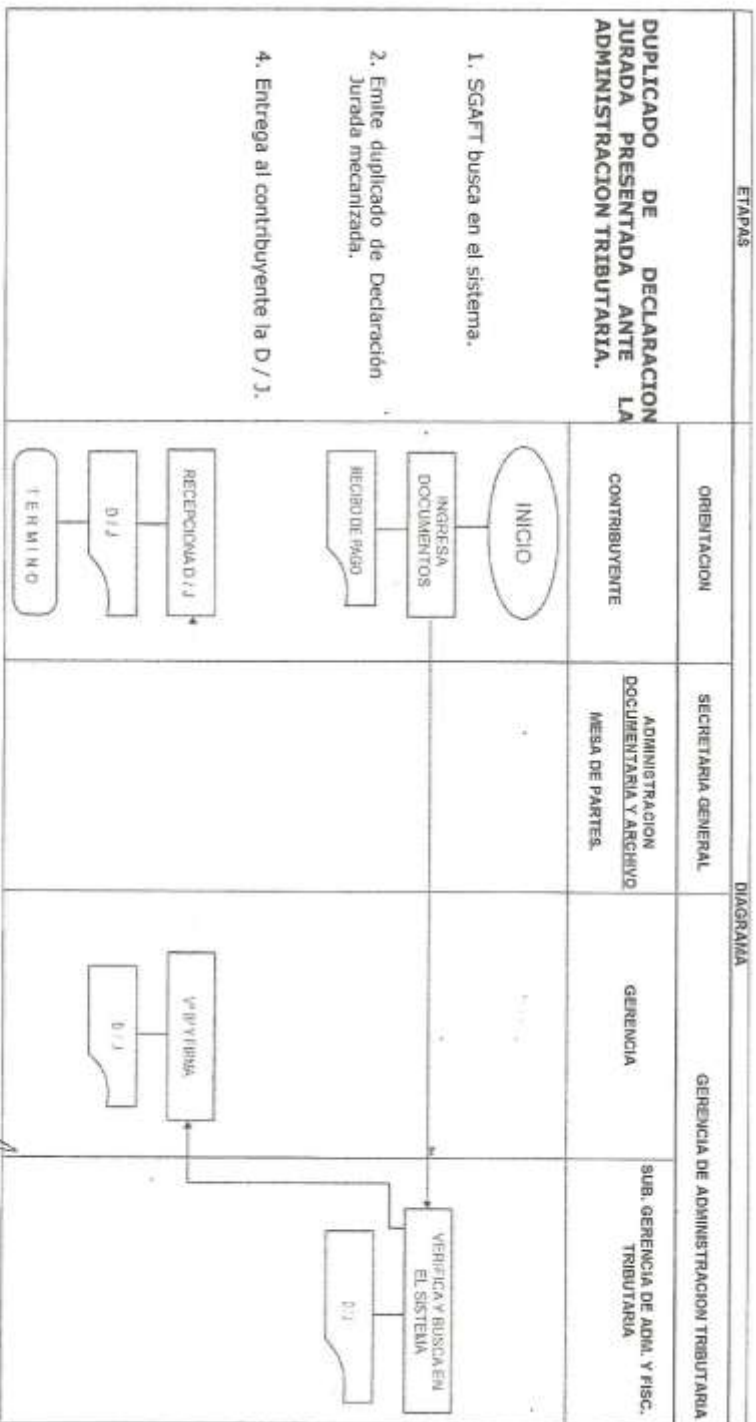 ETAPAS
DIAGRAMA
ORIENTACION
SECRETARIA GENERAL
GERENCIA DE ADMINISTRACION TRIBUTARIA
DUPLICADO DE DECLARACION
JURADA PRESENTADA ANTE LA
ADMINISTRACION TRIBUTARIA.
CONTRIBUYENTE
ADMINISTRACION
DOCUMENTARIA Y ARCHIVO
MESA DE PARTES.
GERENCIA
SUB. GERENCIA DE ADM. Y FISC.
TRIBUTARIA
1. SGAFT busca en el sistema.
2. Emite duplicado de Declaración
Jurada mecanizada.
4. Entrega al contribuyente la D / J.
INICIO
INGRESA
DOCUMENTOS
RECIBO DE PAGO
RECEPCIONA D / J
D / J
TERMINO
Vº Bº Y FIRMA
D / J
VERIFICA Y BUSCA EN
EL SISTEMA
D/J